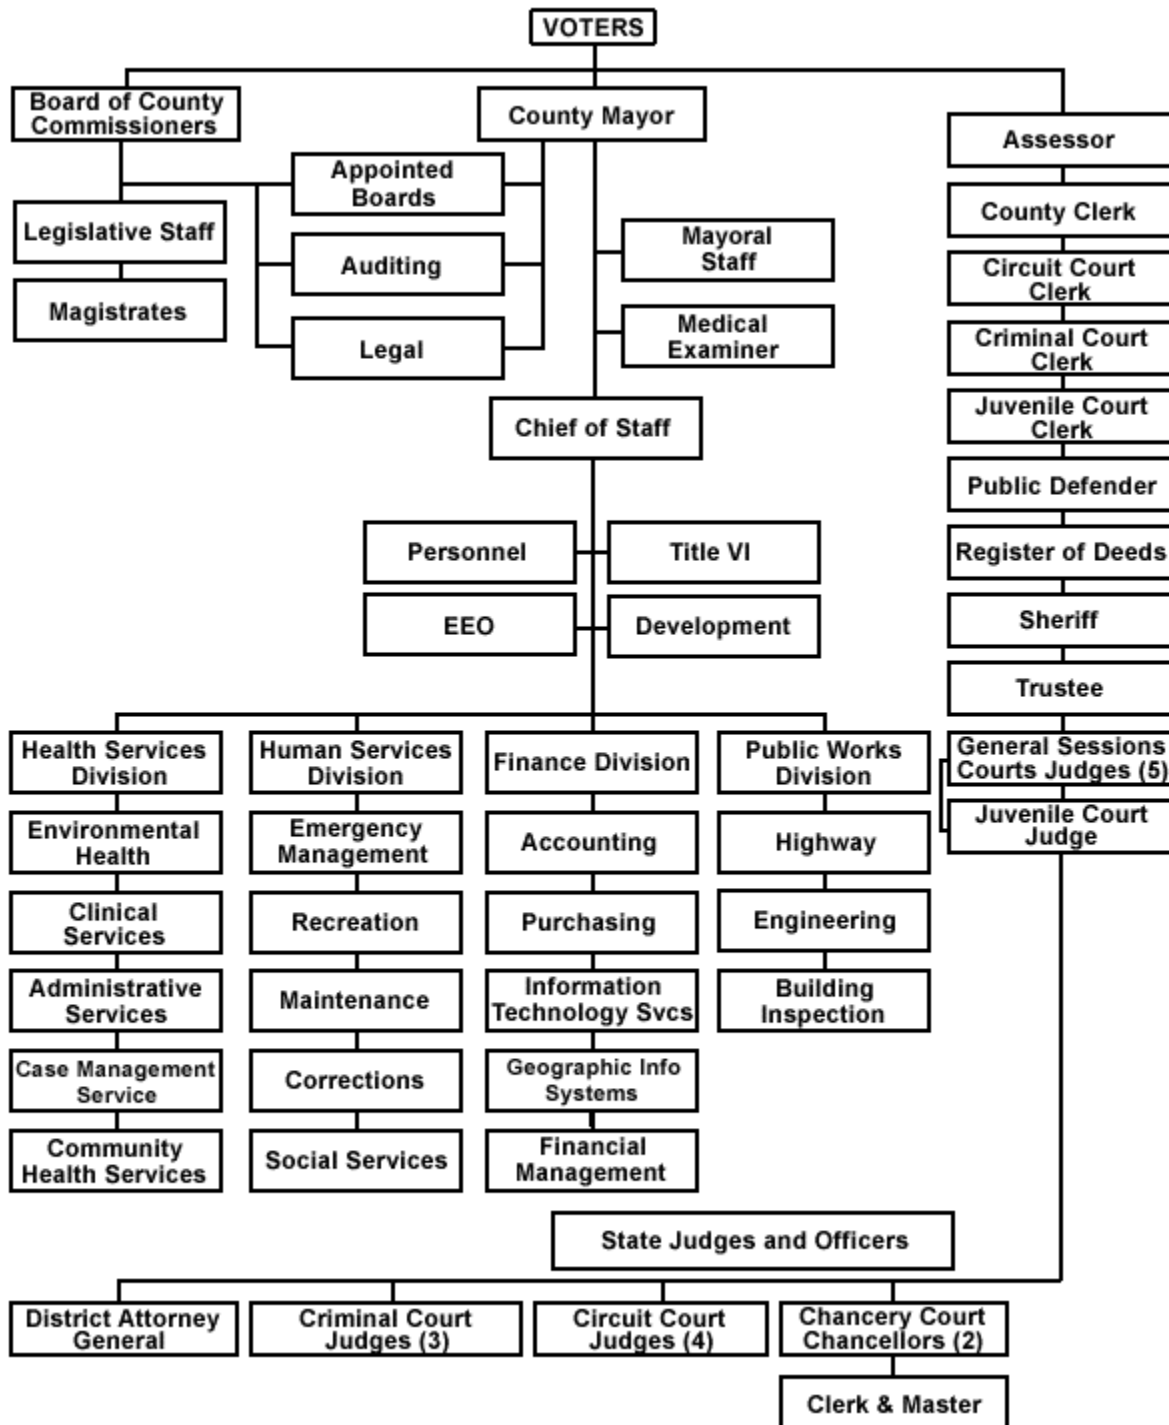 VOTERS
Board of County
Commissioners
County Mayor
Assessor
Appointed
Boards
County Clerk
Legislative Staff
Mayoral
Staff
Auditing
Circuit Court
Clerk
Magistrates
Medical
Examiner
Legal
Criminal Court
Clerk
Juvenile Court
Clerk
Chief of Staff
Public Defender
Personnel
Title VI
Register of Deeds
EEO
Development
Sheriff
Trustee
Health Services
Division
Human Services
Division
Finance Division
Public Works
Division
General Sessions
Courts Judges (5)
Juvenile Court
Judge
Environmental
Health
Emergency
Management
Accounting
Highway
Clinical
Services
Recreation
Purchasing
Engineering
Administrative
Services
Maintenance
Information
Technology Svcs
Building
Inspection
Case Management
Service
Corrections
Geographic Info
Systems
Community
Health Services
Social Services
Financial
Management
State Judges and Officers
District Attorney
General
Criminal Court
Judges (3)
Circuit Court
Judges (4)
Chancery Court
Chancellors (2)
Clerk & Master